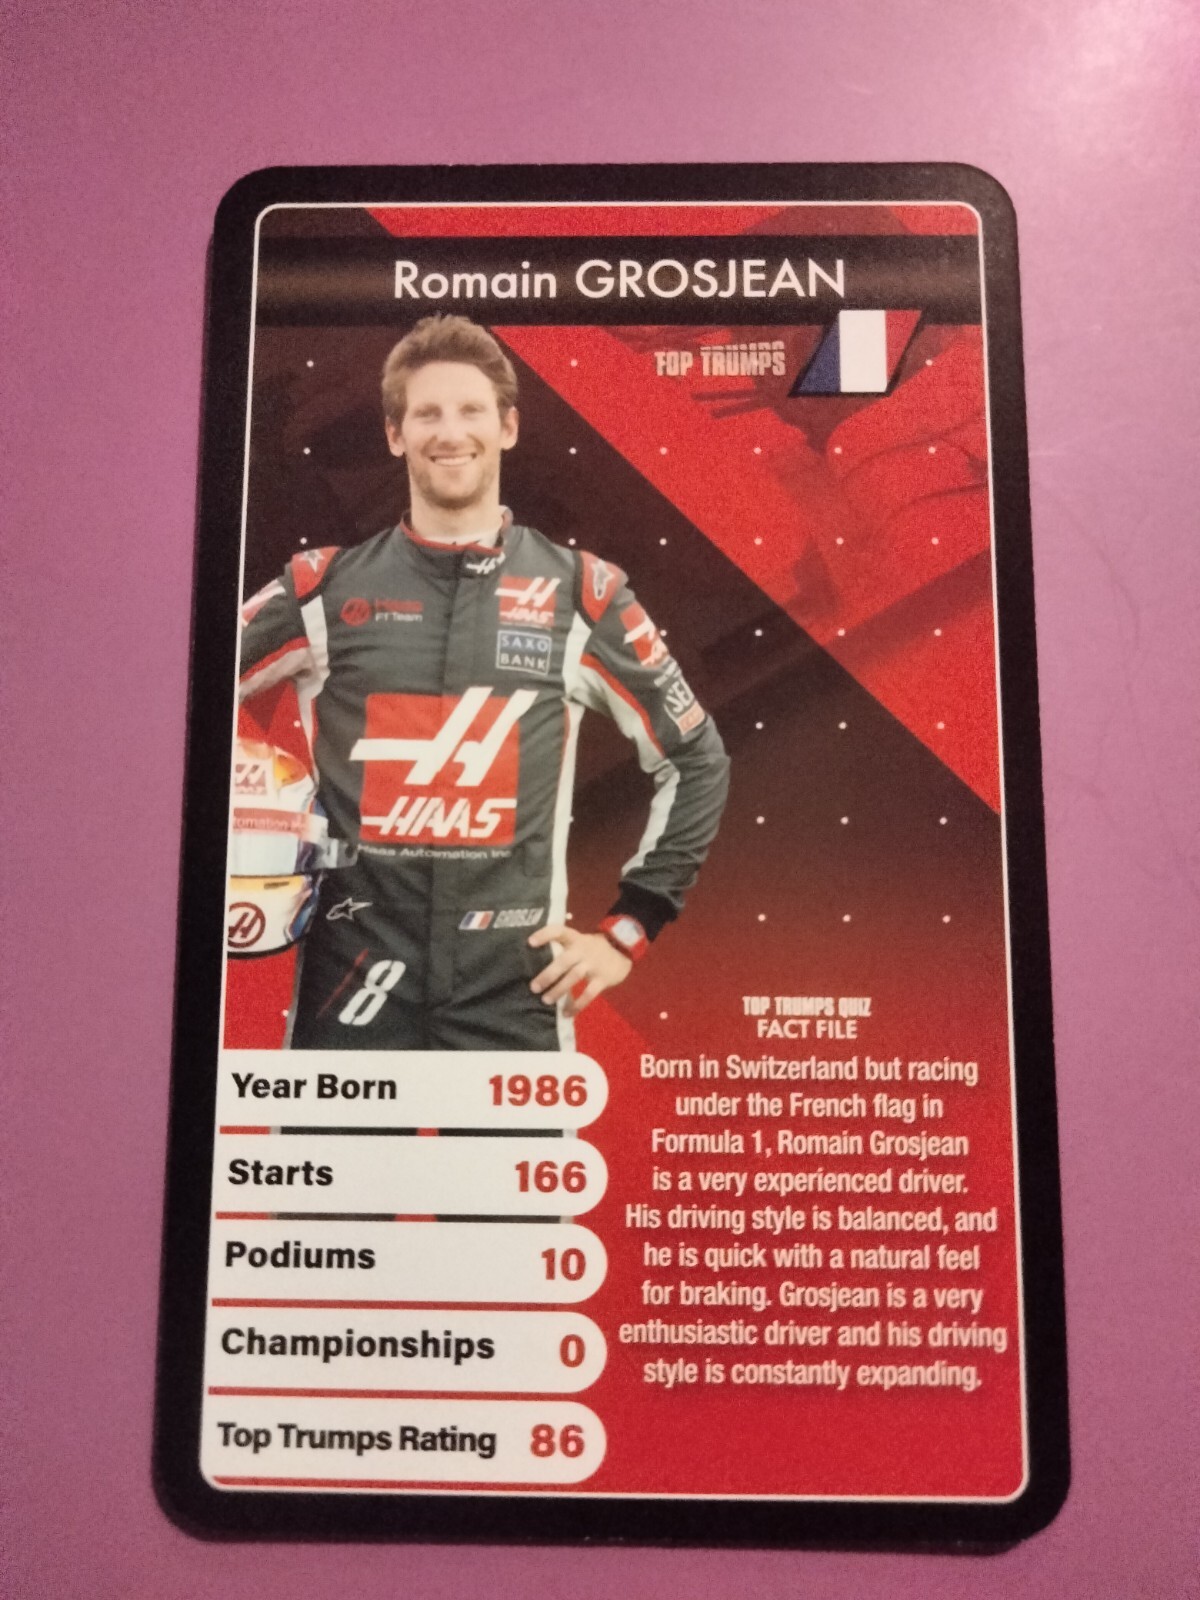 Romain GROSJEAN
TOP TRUMPS
Haas
F1 Team
HAAS
SAXO
BANK
HAAS
Haas Automation Inc
GROSJEAN
8
TOP TRUMPS QUIZ
FACT FILE
Born in Switzerland but racing
under the French flag in
Formula 1, Romain Grosjean
is a very experienced driver.
His driving style is balanced, and
he is quick with a natural feel
for braking. Grosjean is a very
enthusiastic driver and his driving
style is constantly expanding.
Year Born 1986
Starts 166
Podiums 10
Championships 0
Top Trumps Rating 86